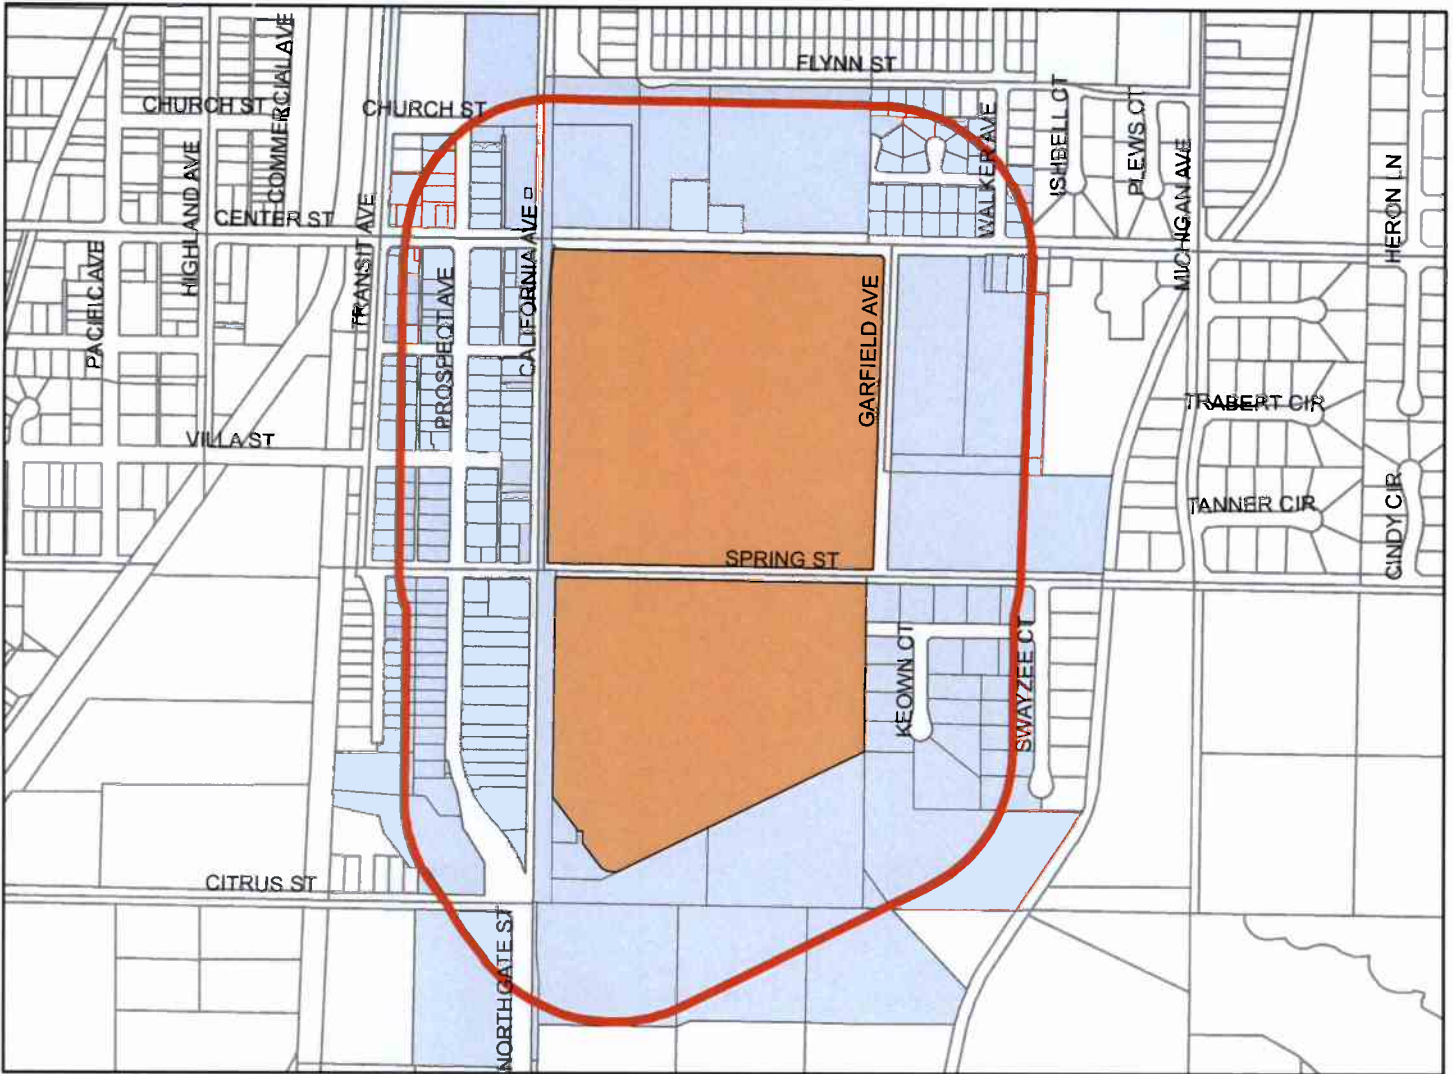 FLYNN ST
CHURCH ST
COMMERCIAL AVE
CHURCH ST
WALKER AVE
ISHBELL CT
PLEWS CT
HIGHLAND AVE
CENTER ST
TRANSIT AVE
CALIFORNIA AVE
MICHIGAN AVE
HERON LN
PACIFIC AVE
PROSPECT AVE
GARFIELD AVE
TRABERT CIR
VILLA ST
TANNER CIR
CINDY CIR
SPRING ST
KEOWN CT
SWAYZEE CT
CITRUS ST
NORTHGATE ST